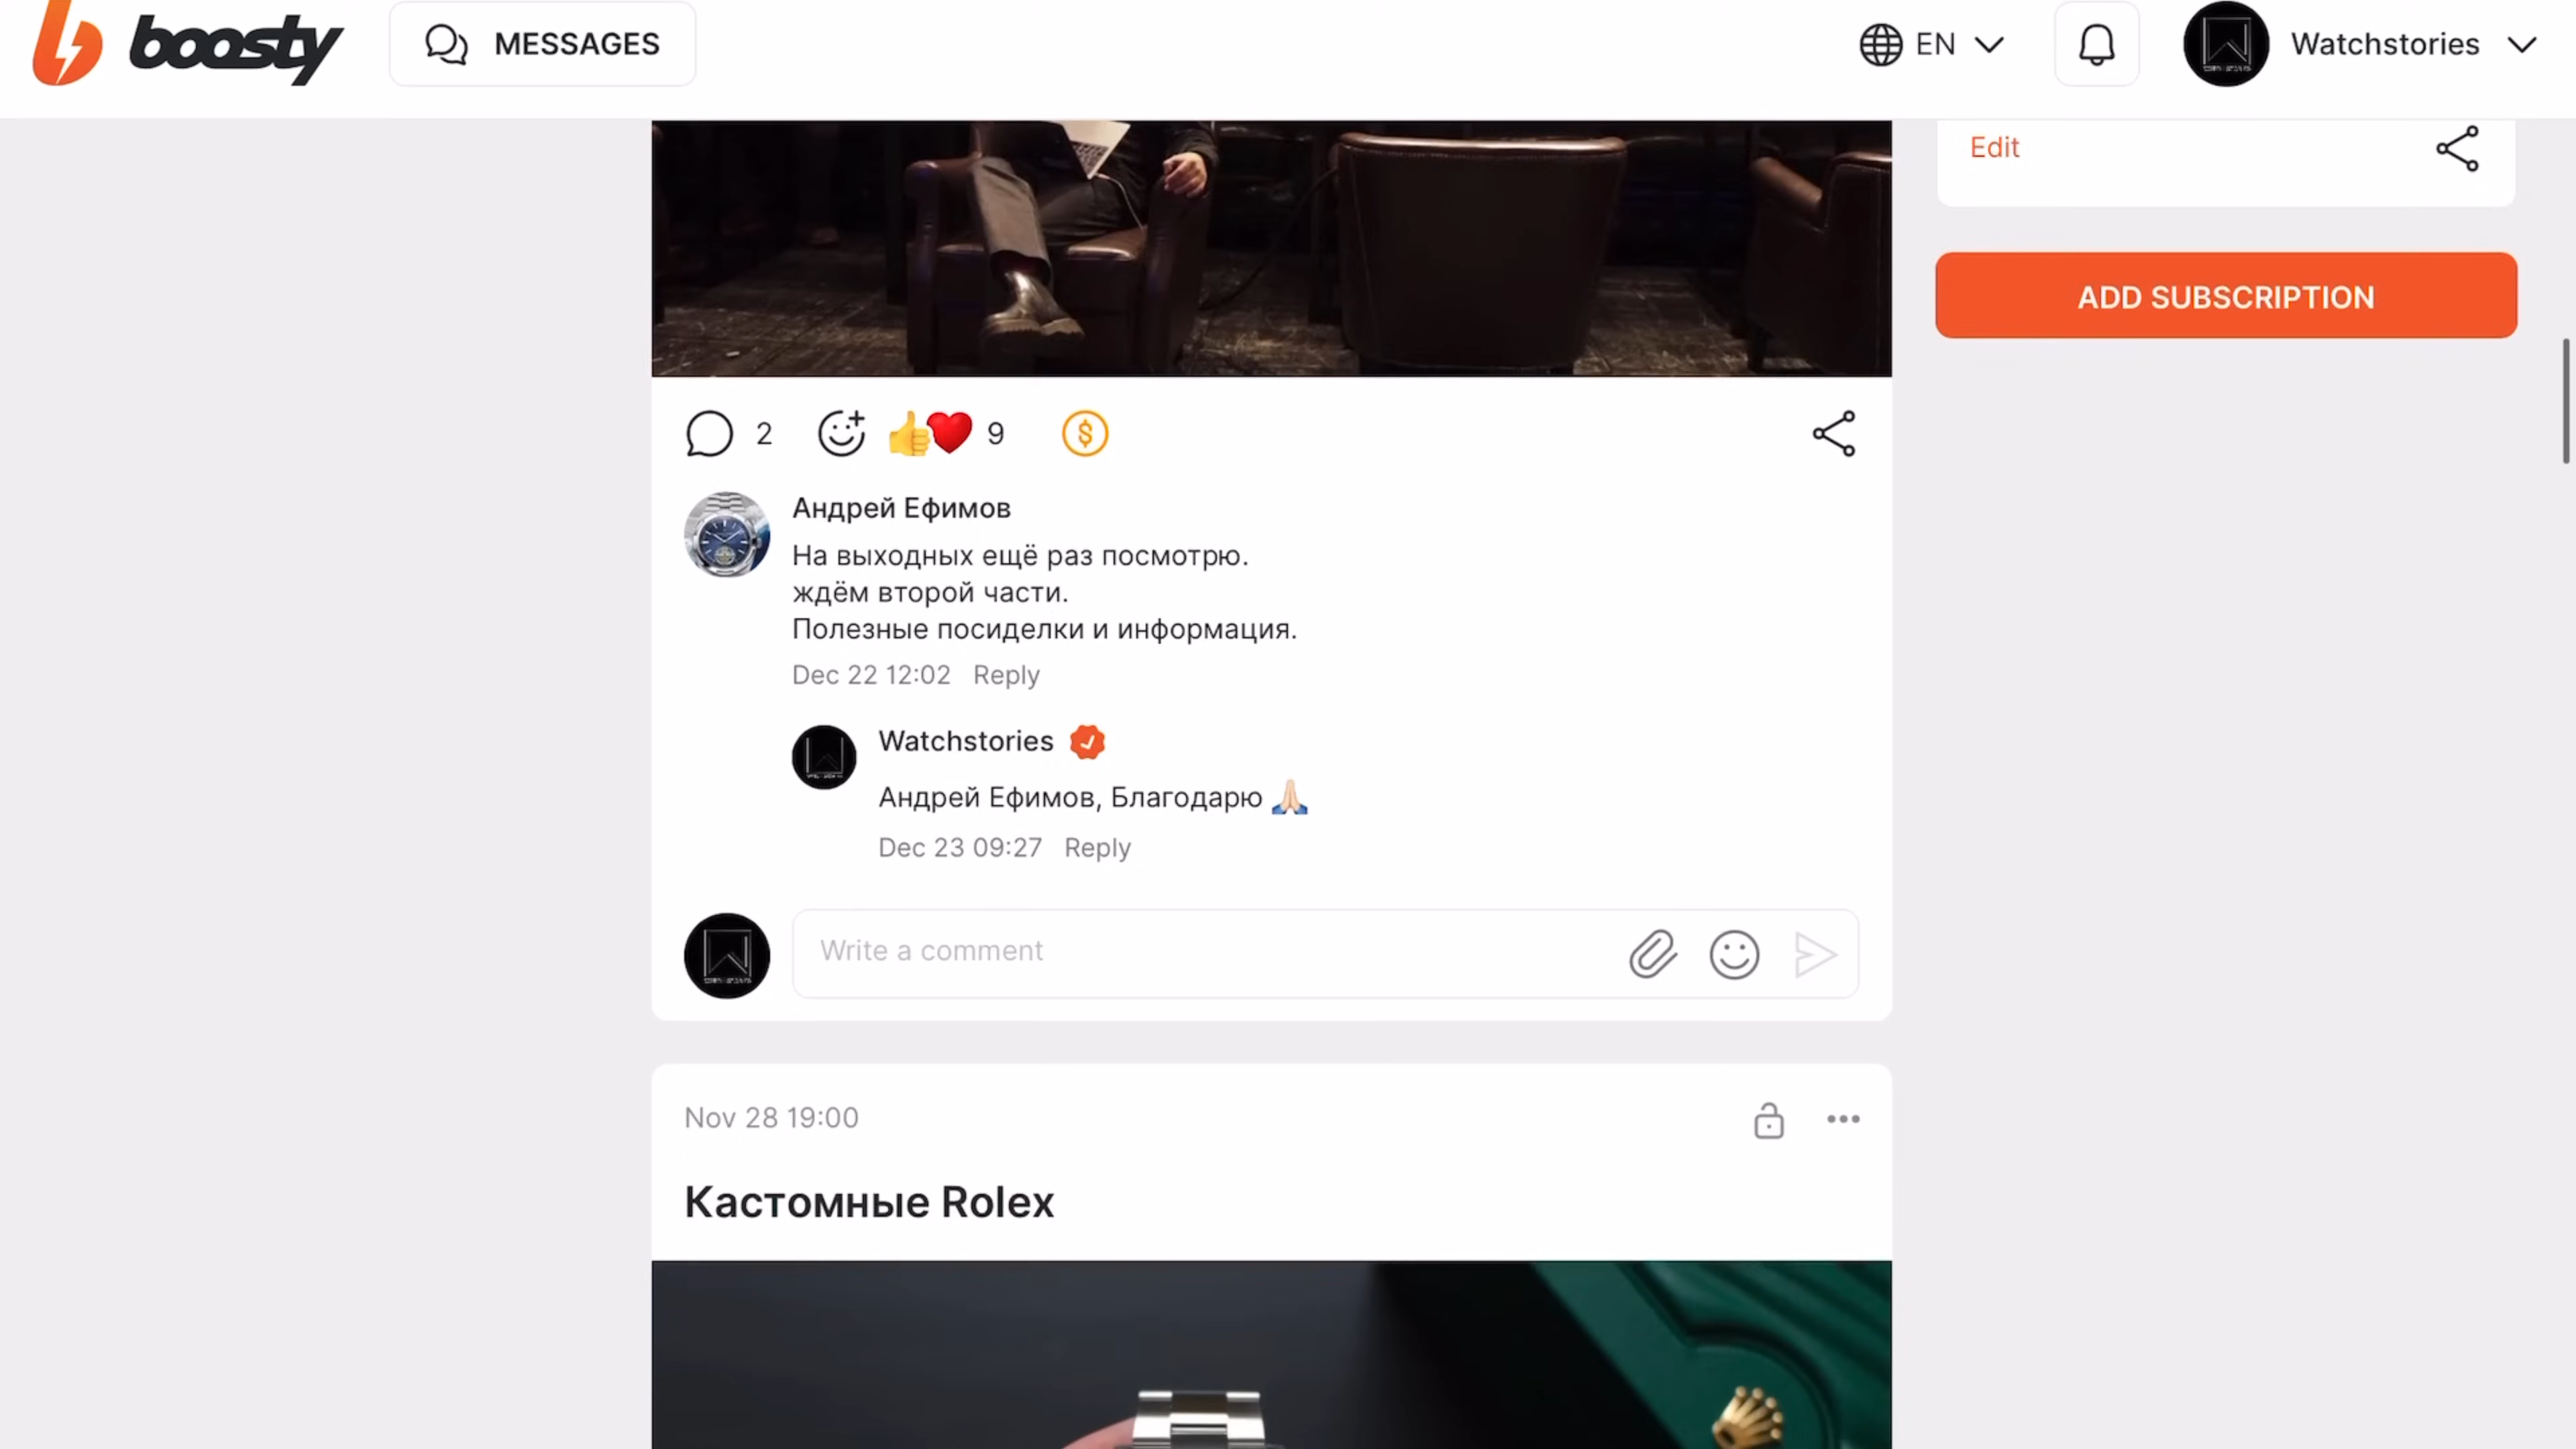 boosty
MESSAGES
EN
Watchstories
Edit
ADD SUBSCRIPTION
2
9
Андрей Ефимов
На выходных ещё раз посмотрю.
ждём второй части.
Полезные посиделки и информация.
Dec 22 12:02 Reply
Watchstories
Андрей Ефимов, Благодарю 🙏🏻
Dec 23 09:27 Reply
Write a comment
Nov 28 19:00
Кастомные Rolex